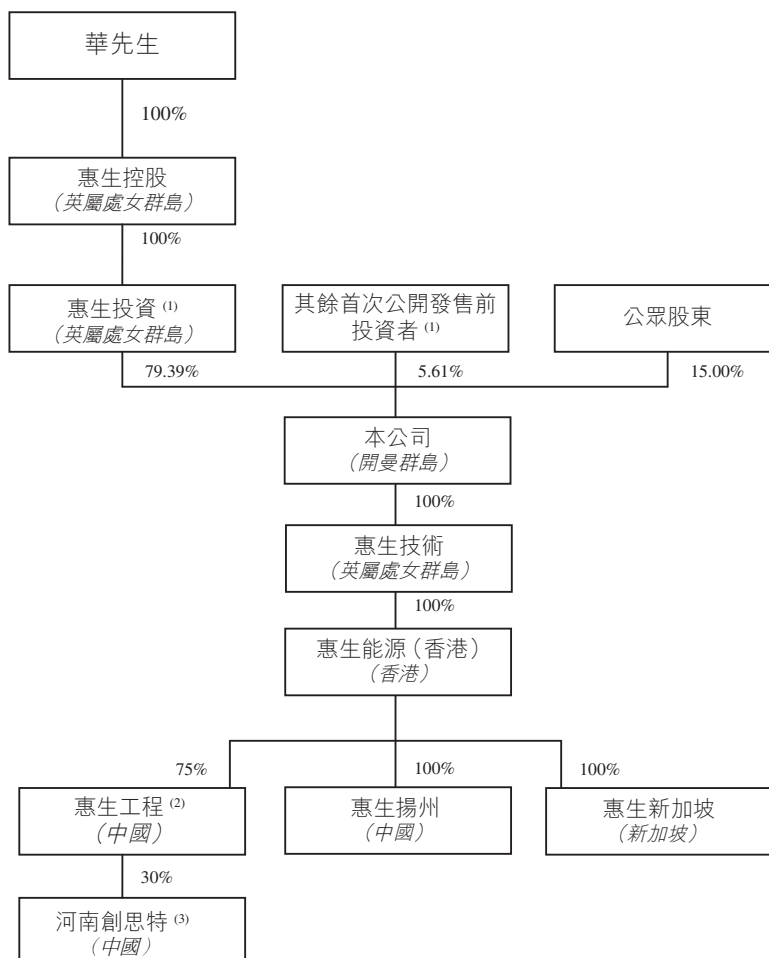 華先生
100%
惠生控股
(英屬處女群島)
100%
惠生投資 (1)
(英屬處女群島)
其餘首次公開發售前
投資者 (1)
公眾股東
79.39%
5.61%
15.00%
本公司
(開曼群島)
100%
惠生技術
(英屬處女群島)
100%
惠生能源(香港)
(香港)
75%
100%
100%
惠生工程 (2)
(中國)
惠生揚州
(中國)
惠生新加坡
(新加坡)
30%
河南創思特 (3)
(中國)